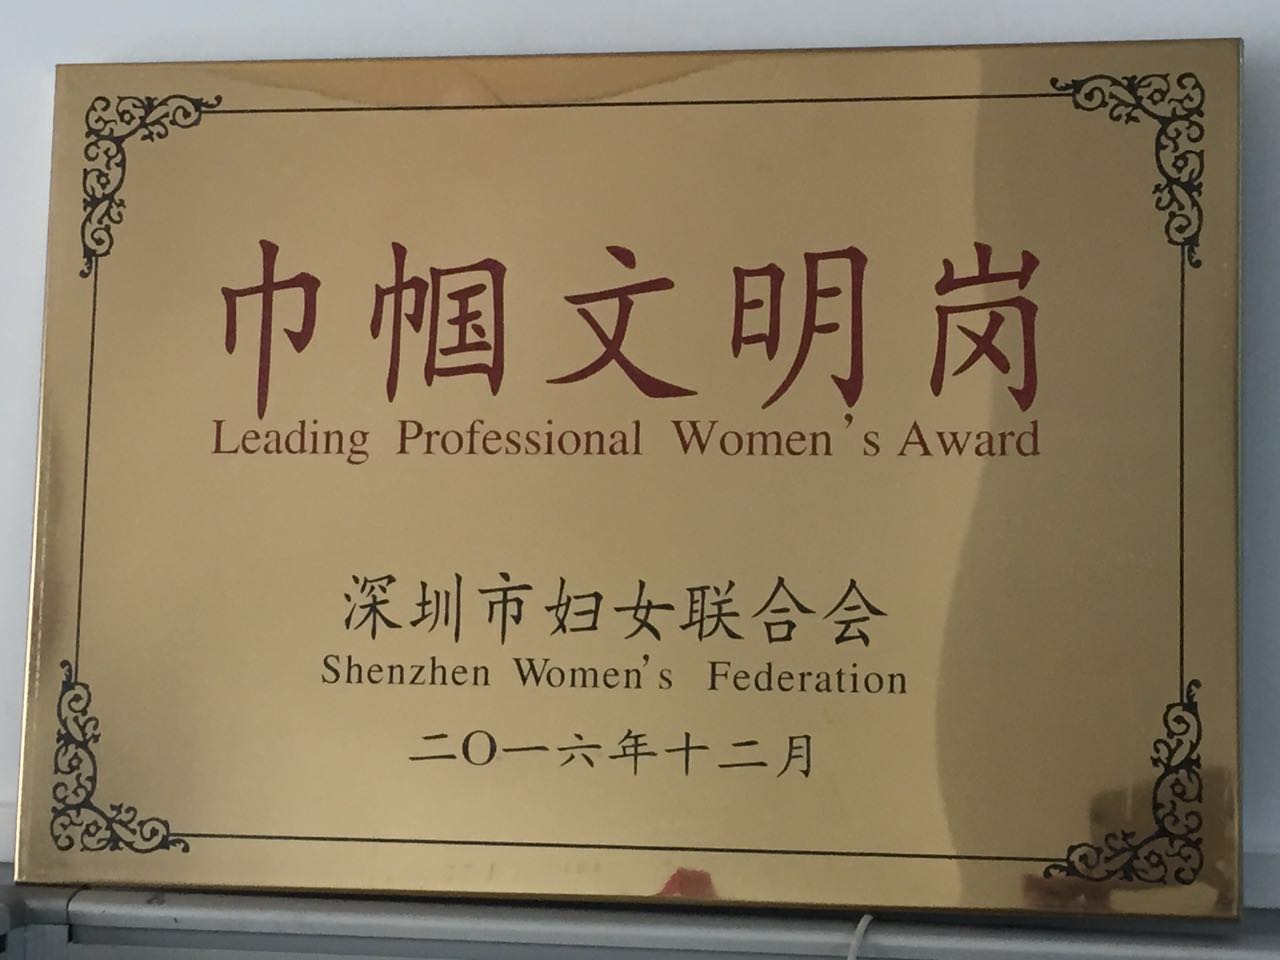 巾帼文明岗
Leading Professional Women's Award
深圳市妇女联合会
Shenzhen Women's Federation
二O一六年十二月